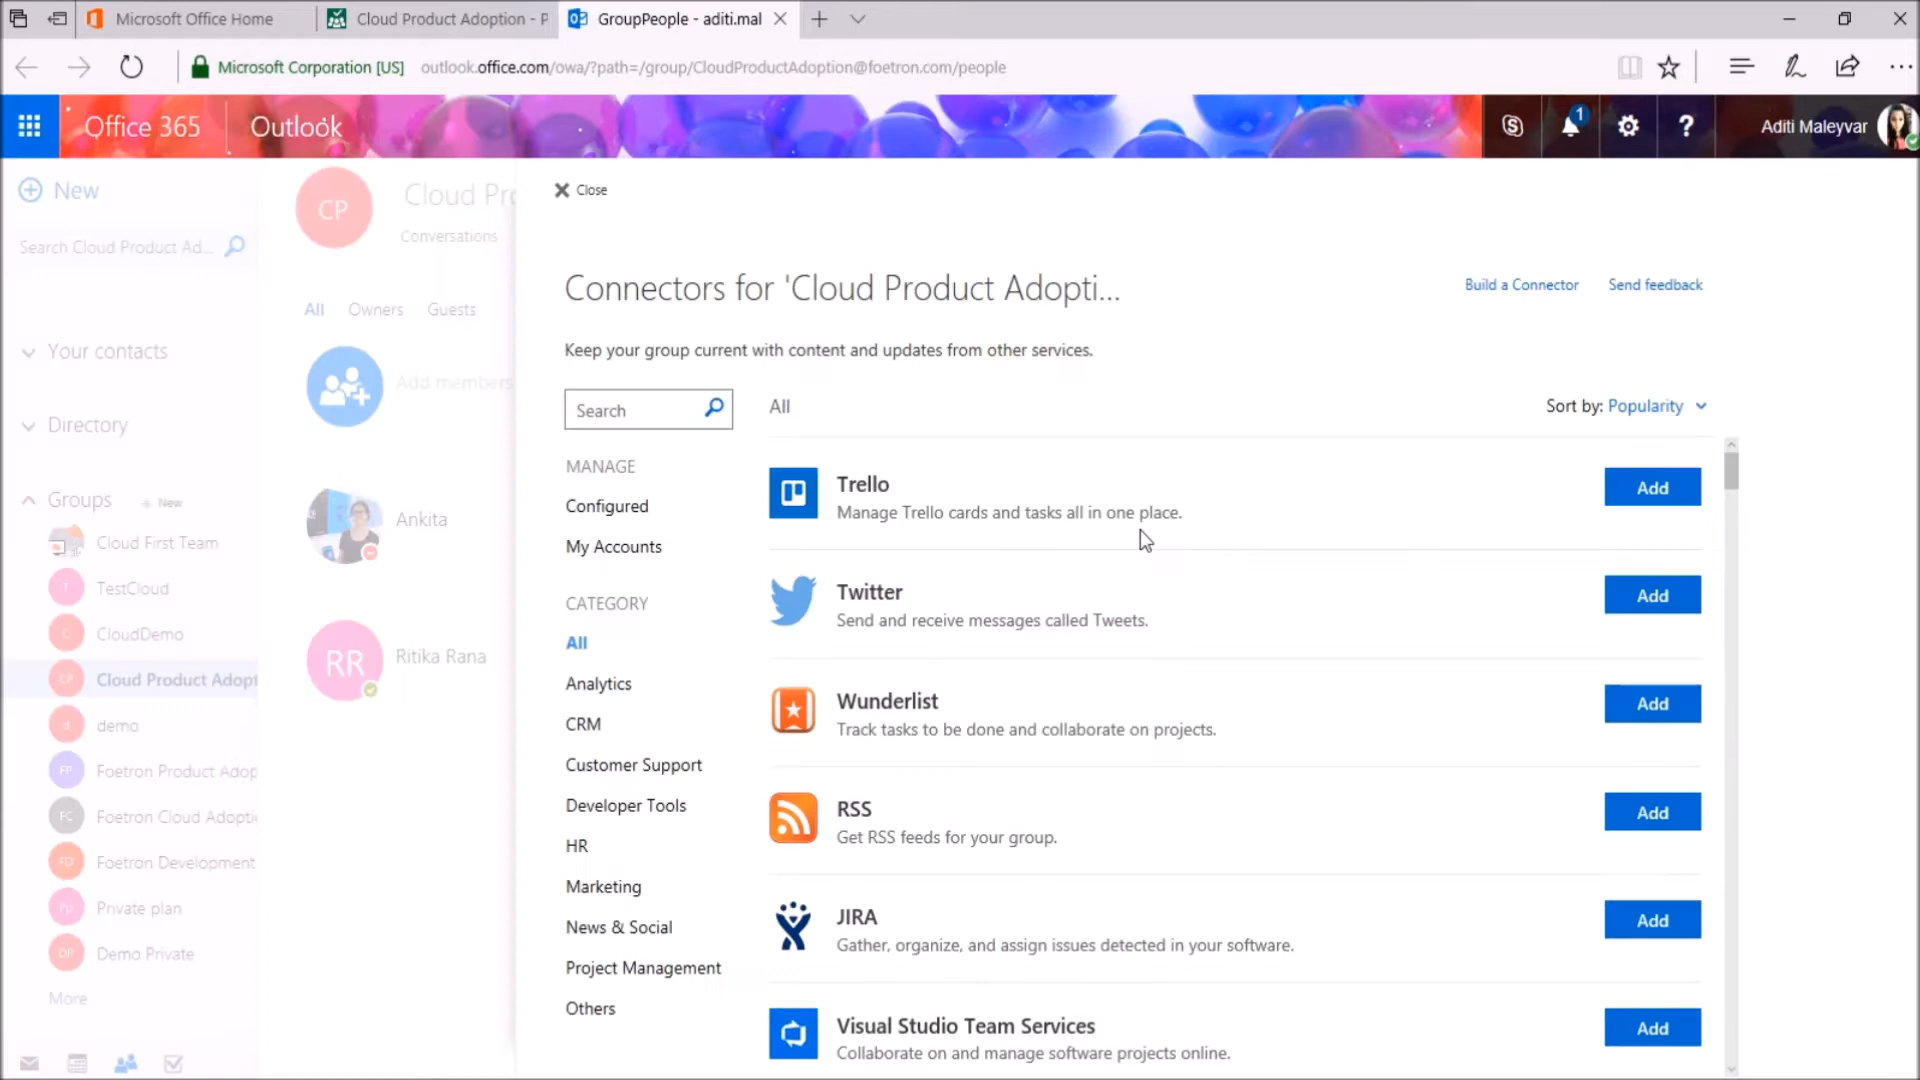 Microsoft Office Home
Cloud Product Adoption - P
GroupPeople - aditi.mal
Microsoft Corporation [US]
outlook.office.com/owa/?path=/group/CloudProductAdoption@foetron.com/people
Office 365
Outlook
1
Aditi Maleyvar
New
Search Cloud Product Ad...
Your contacts
Directory
Groups
New
Cloud First Team
T
TestCloud
C
CloudDemo
CP
Cloud Product Adopt
d
demo
FP
Foetron Product Adop
FC
Foetron Cloud Adopti
FD
Foetron Development
Pp
Private plan
DP
Demo Private
More
CP
Cloud Pro
Conversations
All
Owners
Guests
Add members
Ankita
RR
Ritika Rana
Close
Connectors for 'Cloud Product Adopti...
Build a Connector
Send feedback
Keep your group current with content and updates from other services.
Search
All
Sort by: Popularity
MANAGE
Configured
My Accounts
CATEGORY
All
Analytics
CRM
Customer Support
Developer Tools
HR
Marketing
News & Social
Project Management
Others
Trello
Manage Trello cards and tasks all in one place.
Add
Twitter
Send and receive messages called Tweets.
Add
Wunderlist
Track tasks to be done and collaborate on projects.
Add
RSS
Get RSS feeds for your group.
Add
JIRA
Gather, organize, and assign issues detected in your software.
Add
Visual Studio Team Services
Collaborate on and manage software projects online.
Add